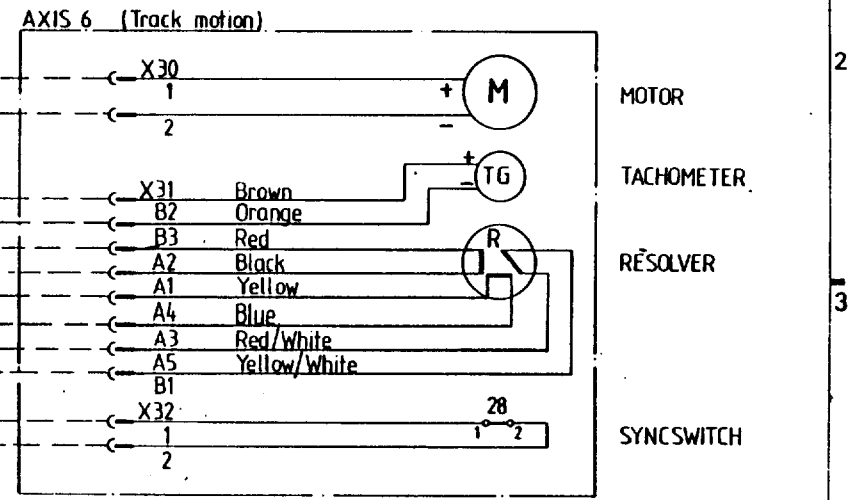 AXIS 6 (Track motion)
2
X30
1
+ M
MOTOR
2
−
+
TG
TACHOMETER
−
X31 Brown
B2 Orange
B3 Red
R
A2 Black
RESOLVER
A1 Yellow
3
A4 Blue
A3 Red/White
A5 Yellow/White
B1
X32
28
1
1 2
SYNCSWITCH
2